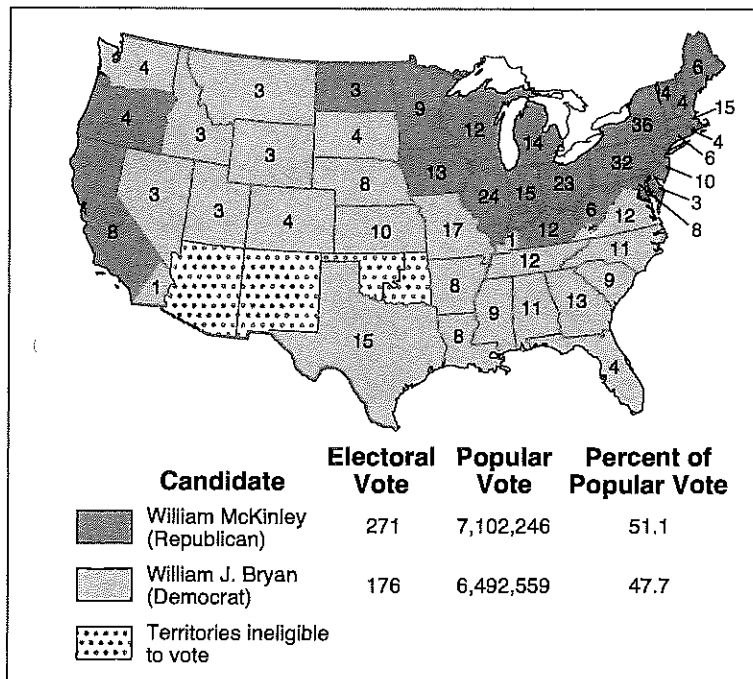 6
4
3 3 14 4
9 15
4 3 3 4 12 14 36 4
13 32 6
3 3 8 24 15 23 10
8 4 10 17 12 6 12 3
1 12 11 8
1 8 9 11 13 9
15 8
4
Candidate
Electoral
Vote
Popular
Vote
Percent of
Popular Vote
William McKinley
(Republican)
271 7,102,246 51.1
William J. Bryan
(Democrat)
176 6,492,559 47.7
Territories ineligible
to vote